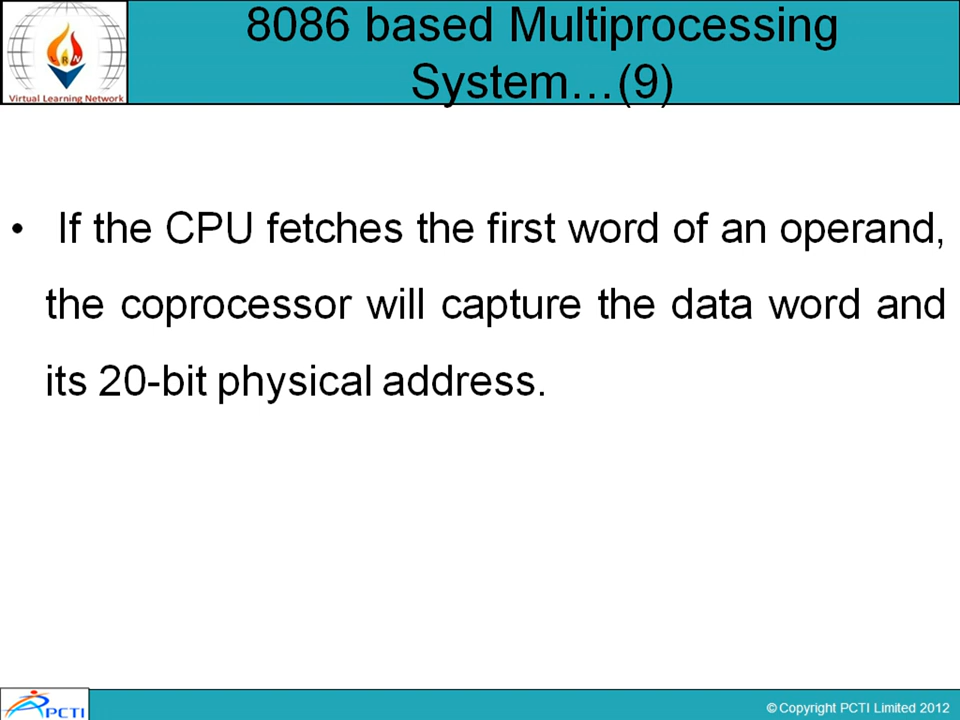 8086 based Multiprocessing
System…(9)
RN
Virtual Learning Network
• If the CPU fetches the first word of an operand,
the coprocessor will capture the data word and
its 20-bit physical address.
PCTI
© Copyright PCTI Limited 2012